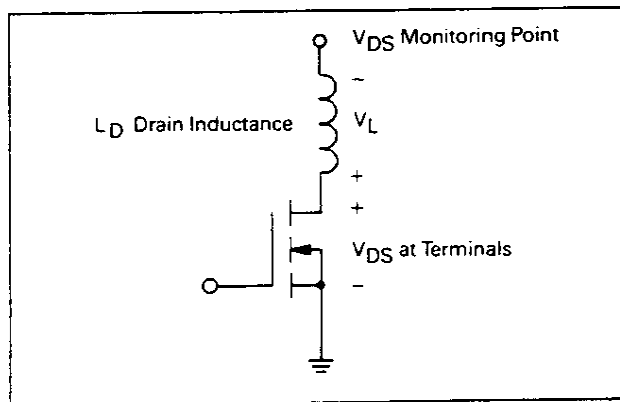 VDS Monitoring Point
−
LD Drain Inductance
VL
+
+
VDS at Terminals
−